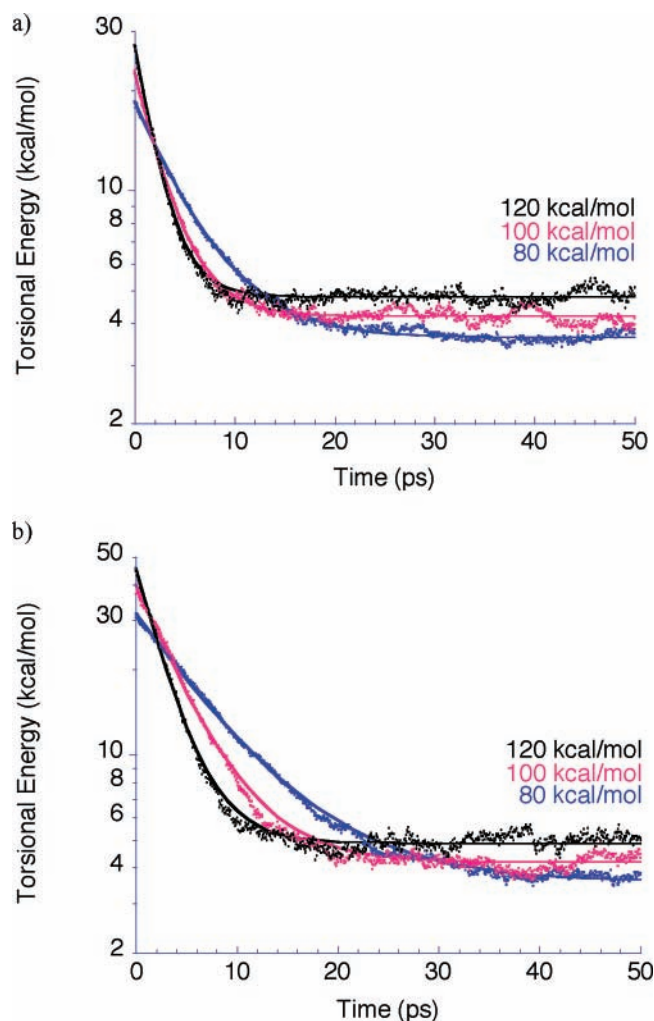 a)
30
10
8
6
4
2
Torsional Energy (kcal/mol)
120 kcal/mol
100 kcal/mol
80 kcal/mol
0 10 20 30 40 50
Time (ps)
b)
50
30
10
8
6
4
2
Torsional Energy (kcal/mol)
120 kcal/mol
100 kcal/mol
80 kcal/mol
0 10 20 30 40 50
Time (ps)